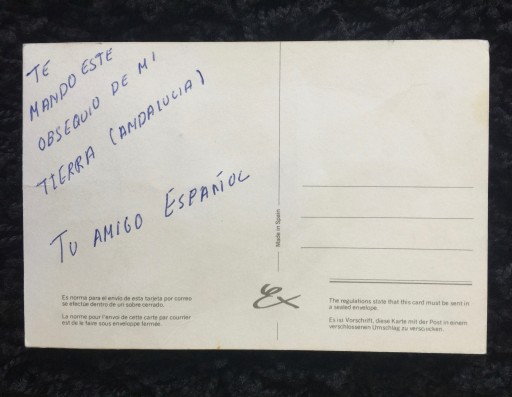 TE
MANDO ESTE
OBSEQUIO DE MI
TIERRA (ANDALUCIA)
TU AMIGO ESPAÑOL
Made in Spain
Es norma para el envío de esta tarjeta por correo
se efectúe dentro de un sobre cerrado.
La norme pour l'envoi de cette carte par courrier
est de le faire sous enveloppe fermée.
Ex
The regulations state that this card must be sent in
a sealed envelope.
Es ist Vorschrift, diese Karte mit der Post in einem
verschlossenen Umschlag zu verschicken.